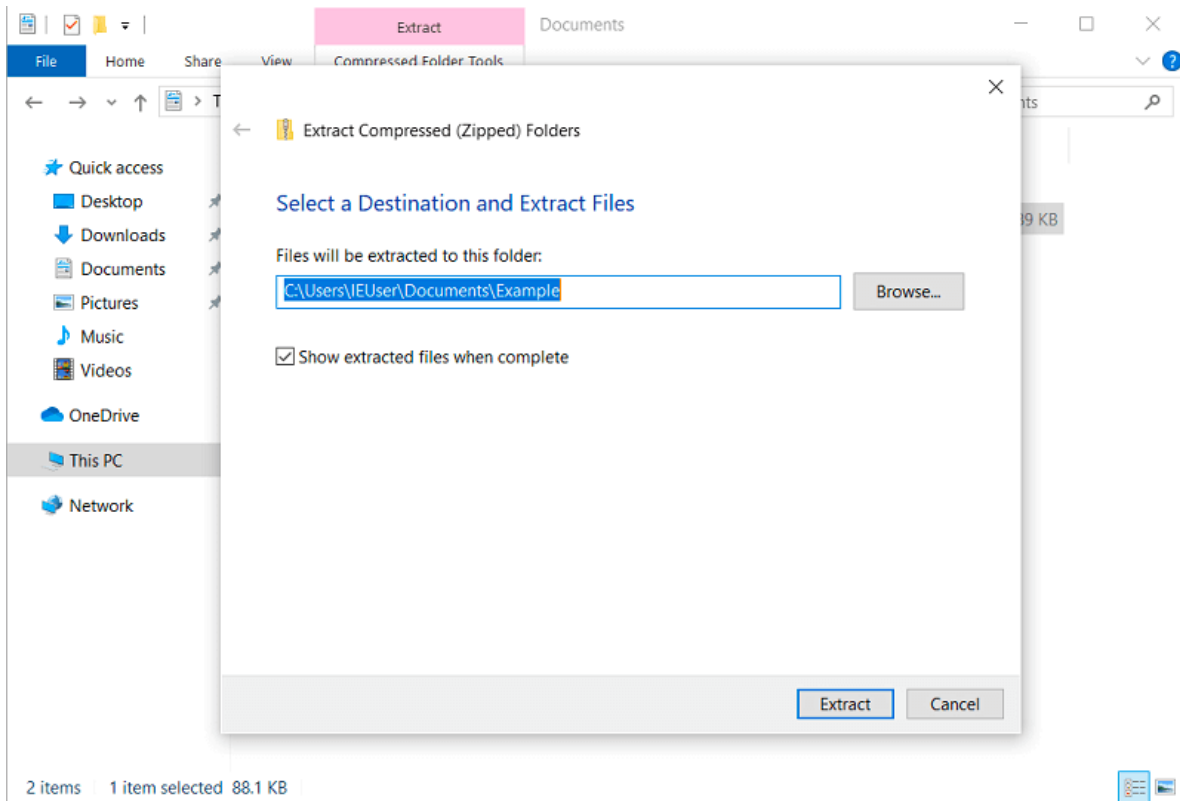 Extract
Documents
File
Home
Share
View
Compressed Folder Tools
Extract Compressed (Zipped) Folders
Quick access
Desktop
Downloads
Documents
Pictures
Music
Videos
OneDrive
This PC
Network
Select a Destination and Extract Files
Files will be extracted to this folder:
C:\Users\IEUser\Documents\Example
Browse...
Show extracted files when complete
KB
Extract
Cancel
2 items
1 item selected 88.1 KB